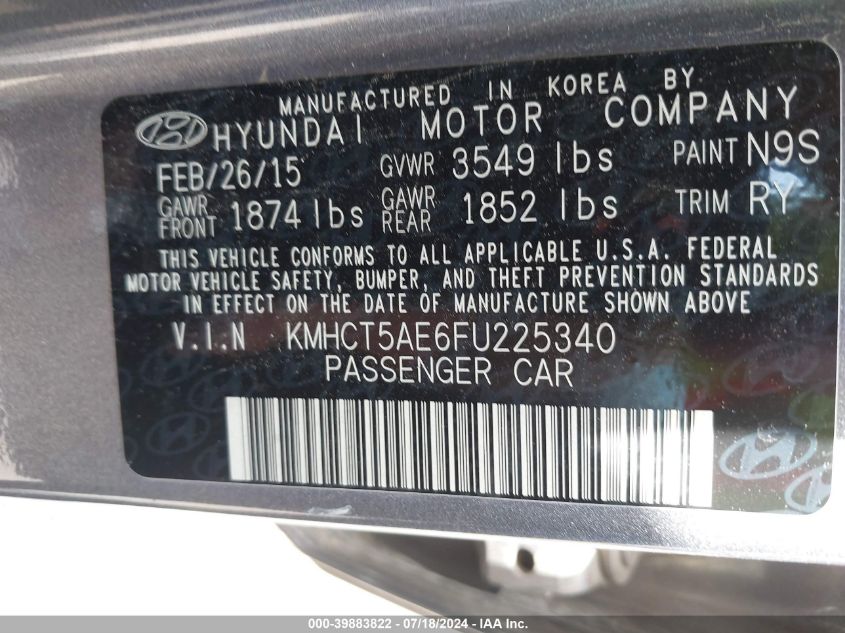 MANUFACTURED IN KOREA BY
HYUNDAI MOTOR COMPANY
FEB/26/15 GVWR 3549 lbs PAINT N9S
GAWR FRONT 1874 lbs GAWR REAR 1852 lbs TRIM RY
THIS VEHICLE CONFORMS TO ALL APPLICABLE U.S.A. FEDERAL
MOTOR VEHICLE SAFETY, BUMPER, AND THEFT PREVENTION STANDARDS
IN EFFECT ON THE DATE OF MANUFACTURE SHOWN ABOVE
V.I.N KMHCT5AE6FU225340
PASSENGER CAR
000-39883822 - 07/18/2024 - Copart, Inc.